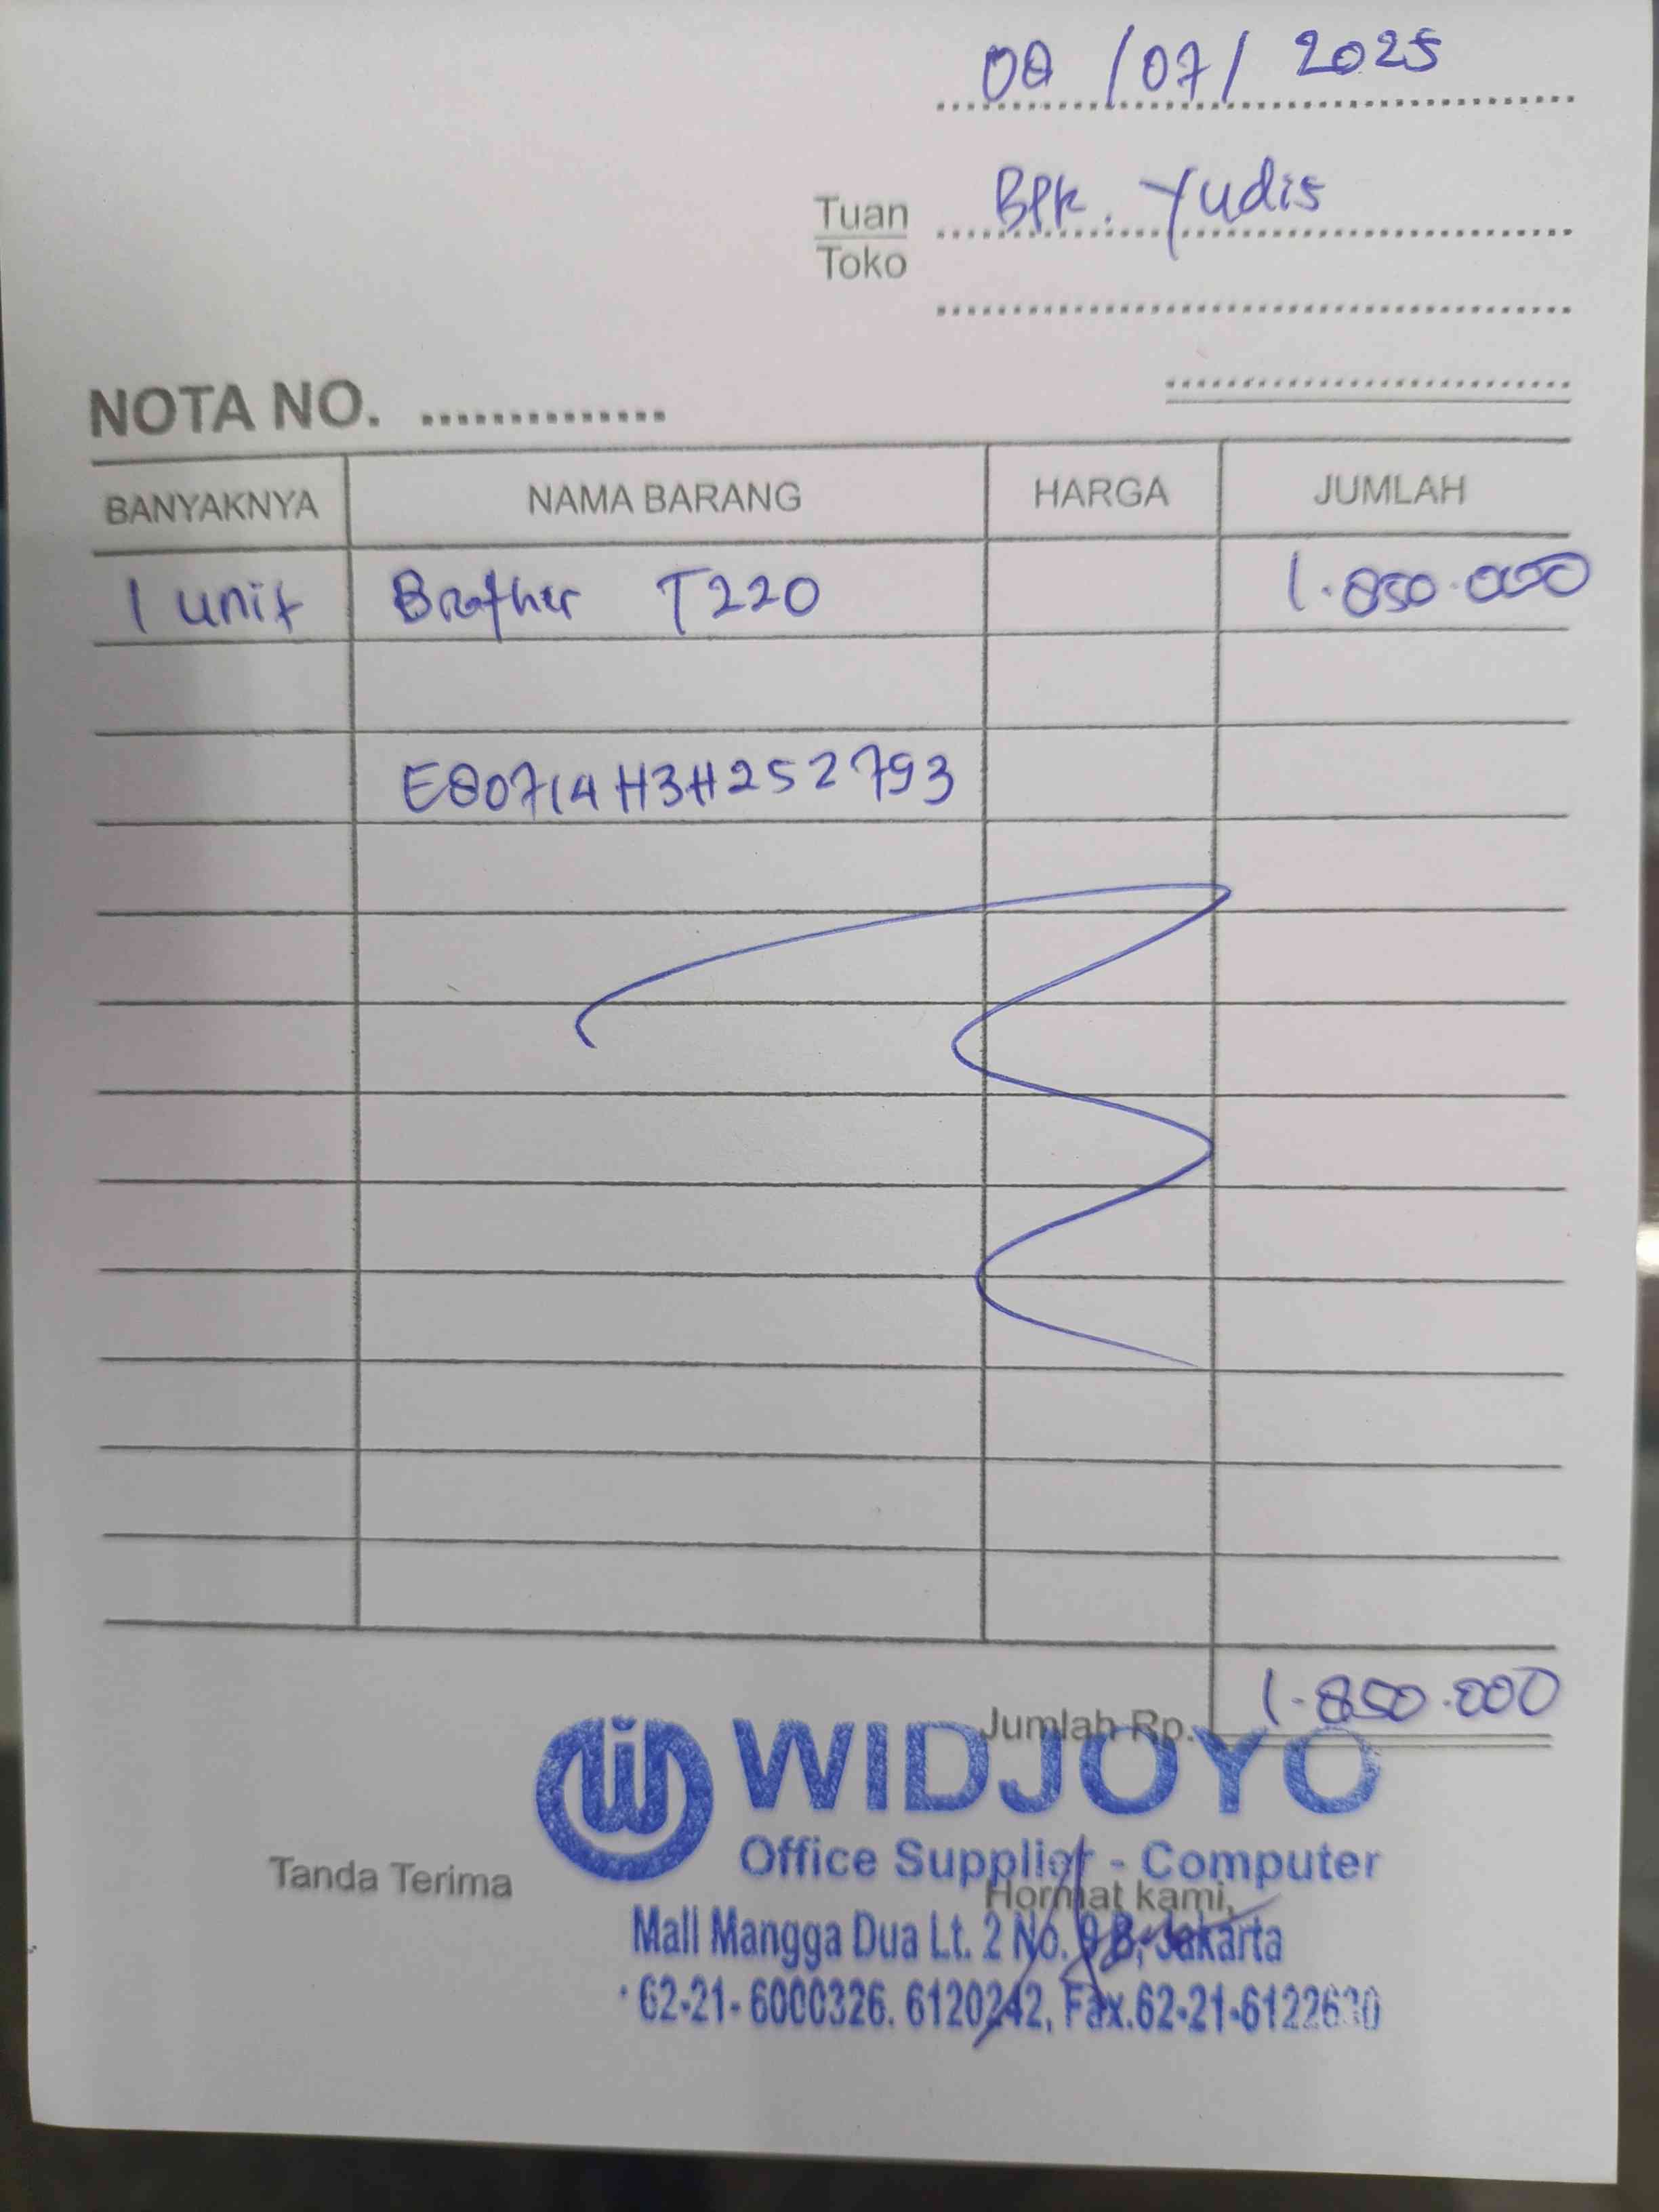 08 /07/ 2025
Tuan Bpk. Yudis
Toko
NOTA NO. ..............
BANYAKNYA NAMA BARANG HARGA JUMLAH
1 unit Brother T220 1.850.000
E80714H3H252793
Jumlah Rp. 1.850.000
WIDJOYO
Office Supplier - Computer
Tanda Terima Hormat kami,
Mall Mangga Dua Lt. 2 No. 9 B, Jakarta
62-21- 6000326. 6120242, Fax.62-21-6122630